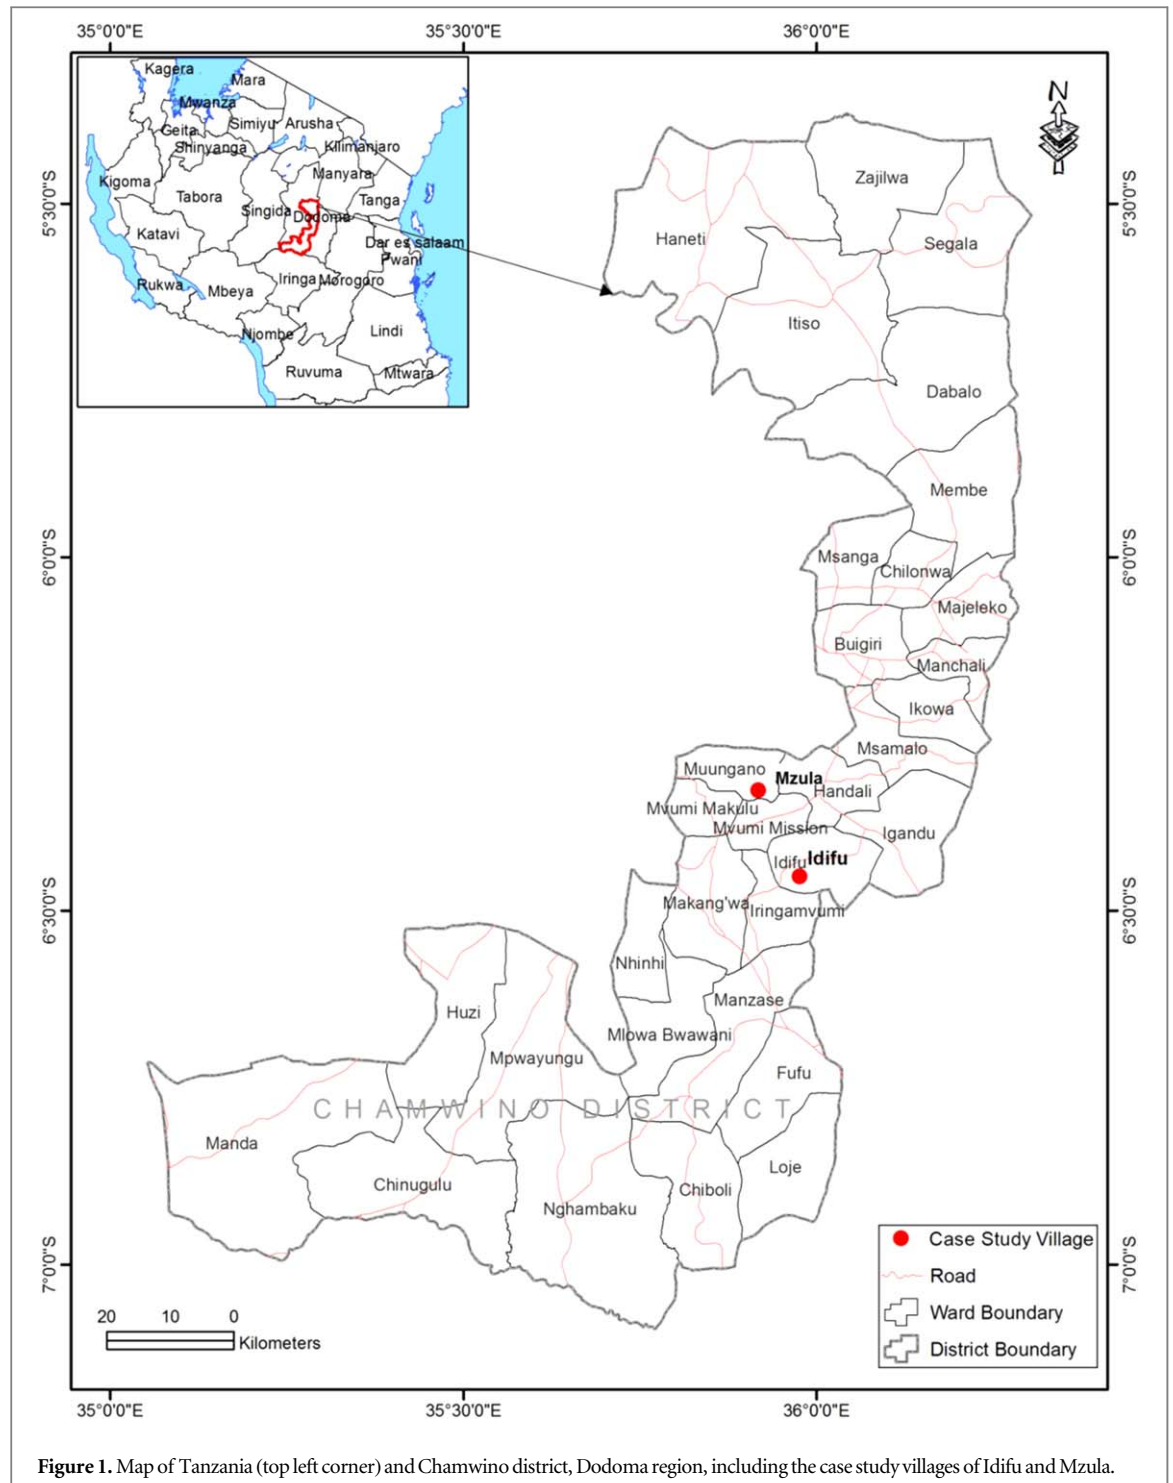 35°0'0"E 35°30'0"E 36°0'0"E
N
Kagera
Mara
Mwanza
Geita
Simiyu
Arusha
Shinyanga
Kilimanjaro
Kigoma
Manyara
Tabora
Singida
Dodoma
Tanga
Katavi
Dar es salaam
Pwani
Rukwa
Mbeya
Iringa
Morogoro
Njombe
Lindi
Ruvuma
Mtwara
5°30'0"S
5°30'0"S
Zajilwa
Haneti
Segala
Itiso
Dabalo
Membe
6°0'0"S
6°0'0"S
Msanga
Chilonwa
Majeleko
Buigiri
Manchali
Ikowa
Msamalo
Muungano
Mzula
Handali
Mvumi Makulu
Mvumi Mission
Igandu
Idifu
Idifu
Makang'wa
Iringamvumi
6°30'0"S
6°30'0"S
Nhinhi
Manzase
Huzi
Mlowa Bwawani
Mpwayungu
Fufu
CHAMWINO DISTRICT
Manda
Loje
Chinugulu
Chiboli
Nghambaku
7°0'0"S
7°0'0"S
Case Study Village
Road
Ward Boundary
District Boundary
20 10 0
Kilometers
35°0'0"E 35°30'0"E 36°0'0"E
Figure 1. Map of Tanzania (top left corner) and Chamwino district, Dodoma region, including the case study villages of Idifu and Mzula.